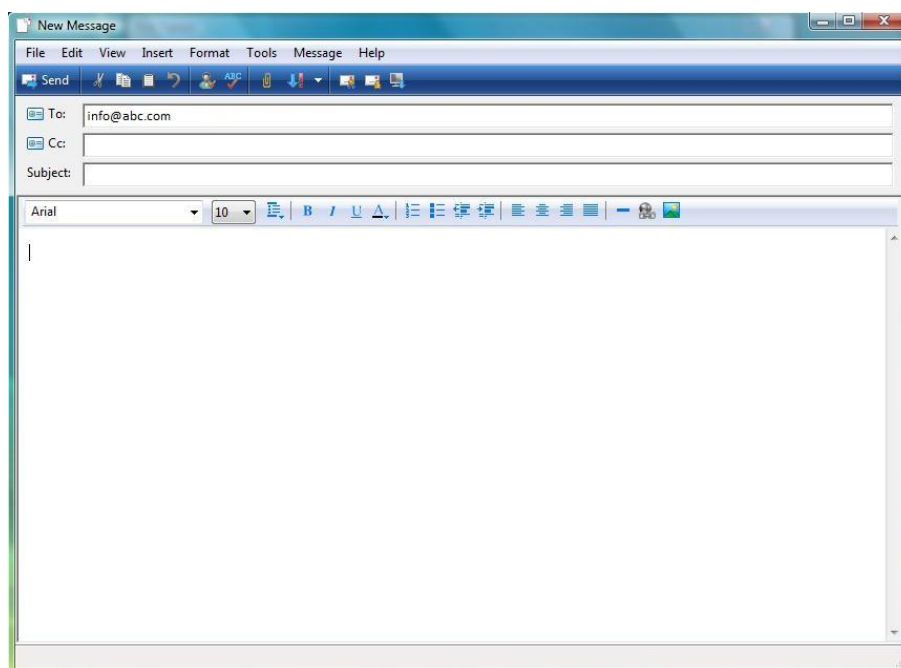 New Message
File Edit View Insert Format Tools Message Help
Send ABC
To: info@abc.com
Cc:
Subject:
Arial 10 B I U A